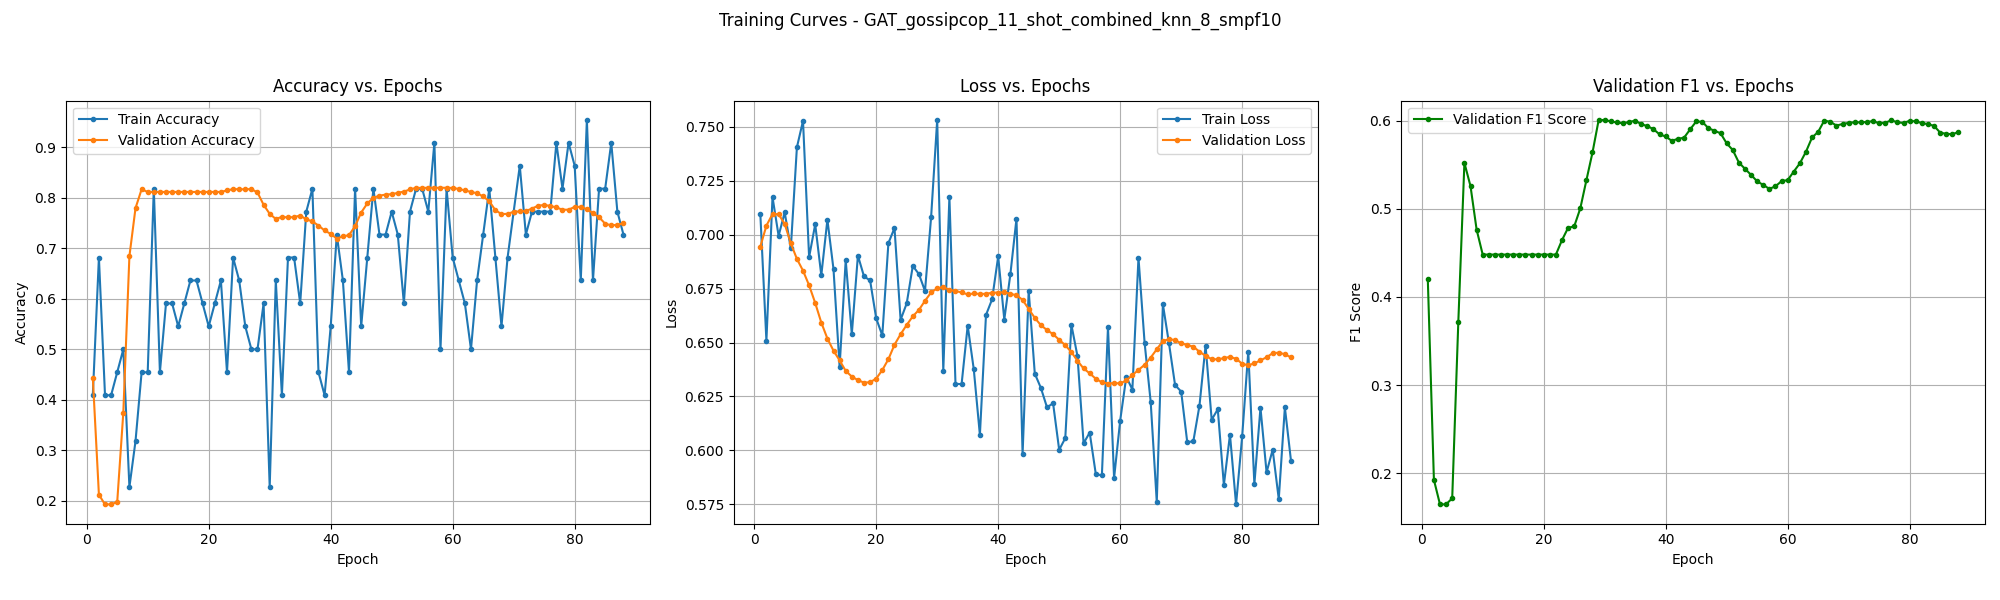 Training Curves - GAT_gossipcop_11_shot_combined_knn_8_smpf10
Accuracy vs. Epochs
Train Accuracy
Validation Accuracy
Accuracy
0.9
0.8
0.7
0.6
0.5
0.4
0.3
0.2
0 20 40 60 80
Epoch
Loss vs. Epochs
Train Loss
Validation Loss
Loss
0.750
0.725
0.700
0.675
0.650
0.625
0.600
0.575
0 20 40 60 80
Epoch
Validation F1 vs. Epochs
Validation F1 Score
F1 Score
0.6
0.5
0.4
0.3
0.2
0 20 40 60 80
Epoch